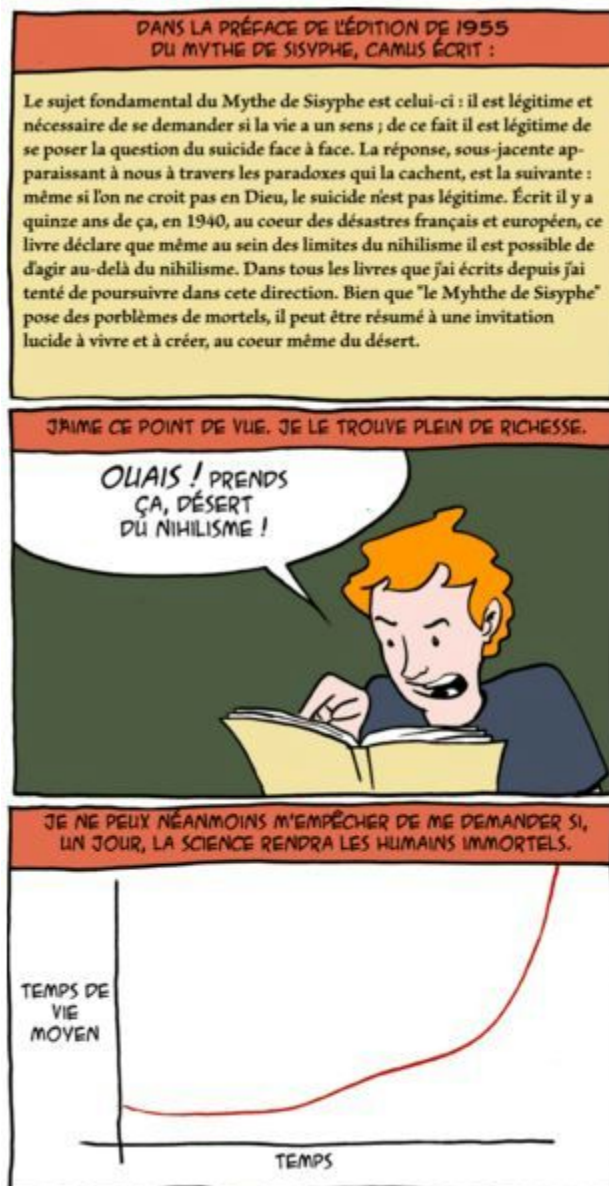 DANS LA PRÉFACE DE L'ÉDITION DE 1955
DU MYTHE DE SISYPHE, CAMUS ÉCRIT :
Le sujet fondamental du Mythe de Sisyphe est celui-ci : il est légitime et
nécessaire de se demander si la vie a un sens ; de ce fait il est légitime de
se poser la question du suicide face à face. La réponse, sous-jacente ap-
paraissant à nous à travers les paradoxes qui la cachent, est la suivante :
même si l'on ne croit pas en Dieu, le suicide n'est pas légitime. Écrit il y a
quinze ans de ça, en 1940, au coeur des désastres français et européen, ce
livre déclare que même au sein des limites du nihilisme il est possible de
d'agir au-delà du nihilisme. Dans tous les livres que j'ai écrits depuis j'ai
tenté de poursuivre dans cete direction. Bien que "le Myhthe de Sisyphe"
pose des porblèmes de mortels, il peut être résumé à une invitation
lucide à vivre et à créer, au coeur même du désert.
J'AIME CE POINT DE VUE. JE LE TROUVE PLEIN DE RICHESSE.
OUAIS ! PRENDS
ÇA, DÉSERT
DU NIHILISME !
JE NE PEUX NÉANMOINS M'EMPÊCHER DE ME DEMANDER SI,
UN JOUR, LA SCIENCE RENDRA LES HUMAINS IMMORTELS.
TEMPS DE
VIE
MOYEN
TEMPS